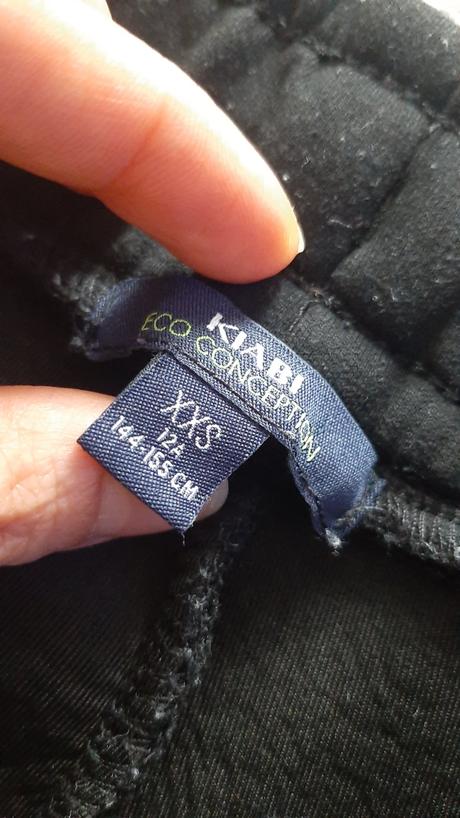 KIABI
ECO CONCEPTION
XXS
12A
144-155 CM